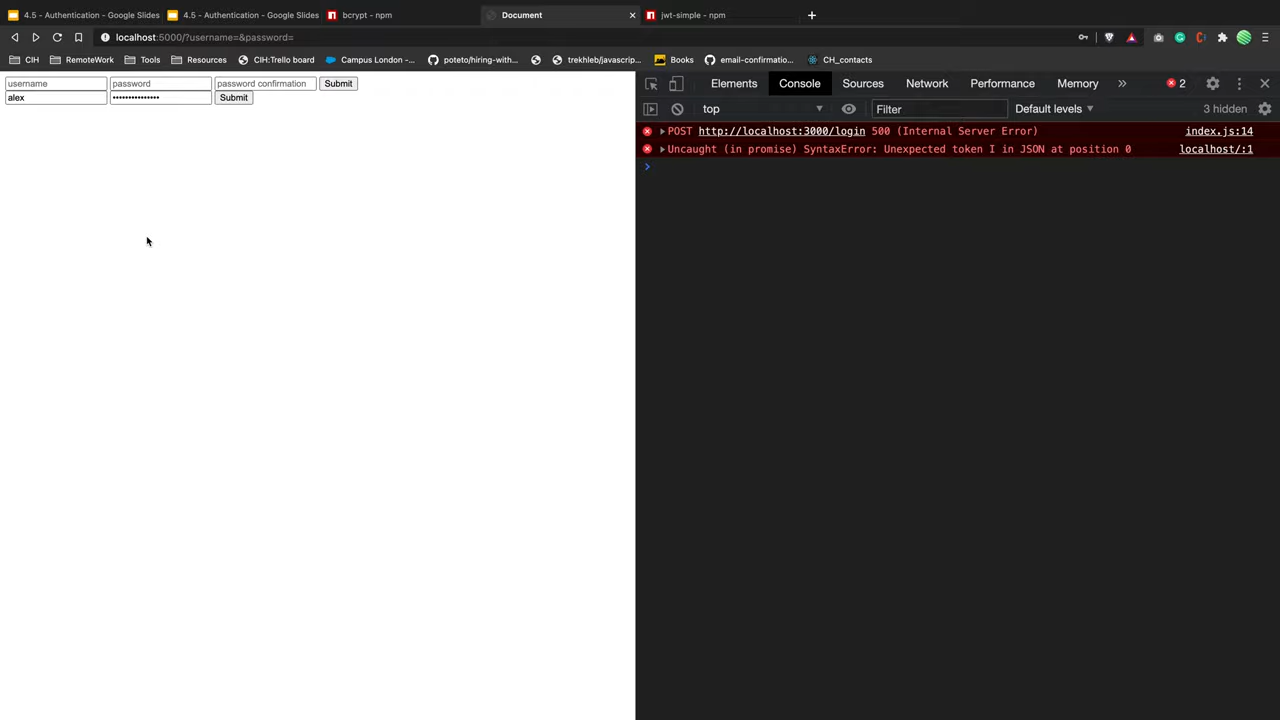 4.5 - Authentication - Google Slides
4.5 - Authentication - Google Slides
bcrypt - npm
Document
jwt-simple - npm
localhost:5000/?username=&password=
CIH
RemoteWork
Tools
Resources
CIH:Trello board
Campus London -...
poteto/hiring-with...
trekhleb/javascrip...
Books
email-confirmatio...
CH_contacts
username
password
password confirmation
Submit
alex
•••••••••••••••
Submit
Elements
Console
Sources
Network
Performance
Memory
2
top
Filter
Default levels
3 hidden
POST http://localhost:3000/login 500 (Internal Server Error)
index.js:14
Uncaught (in promise) SyntaxError: Unexpected token I in JSON at position 0
localhost/:1